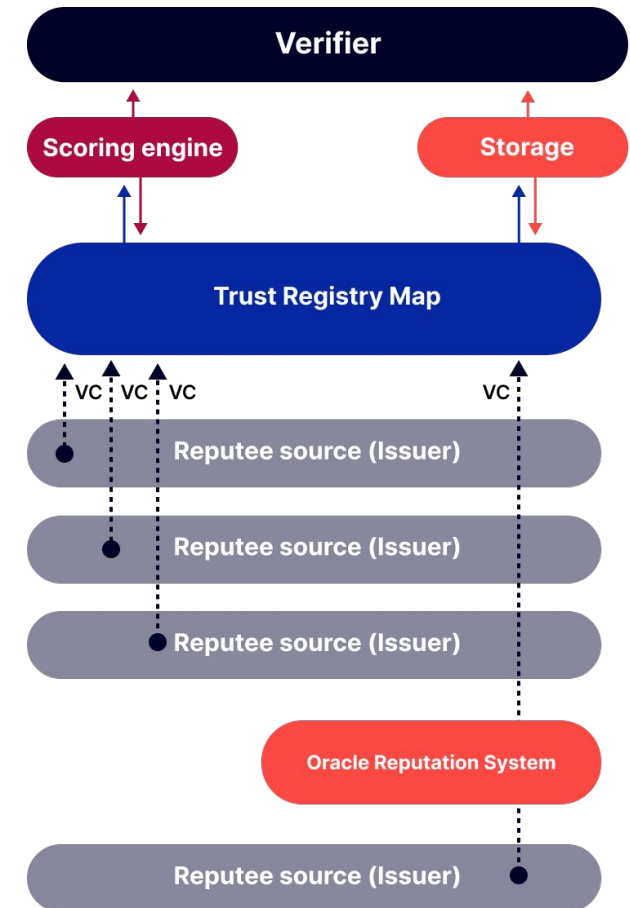 Verifier
Scoring engine
Storage
Trust Registry Map
VC
VC
VC
VC
Reputee source (Issuer)
Reputee source (Issuer)
Reputee source (Issuer)
Oracle Reputation System
Reputee source (Issuer)